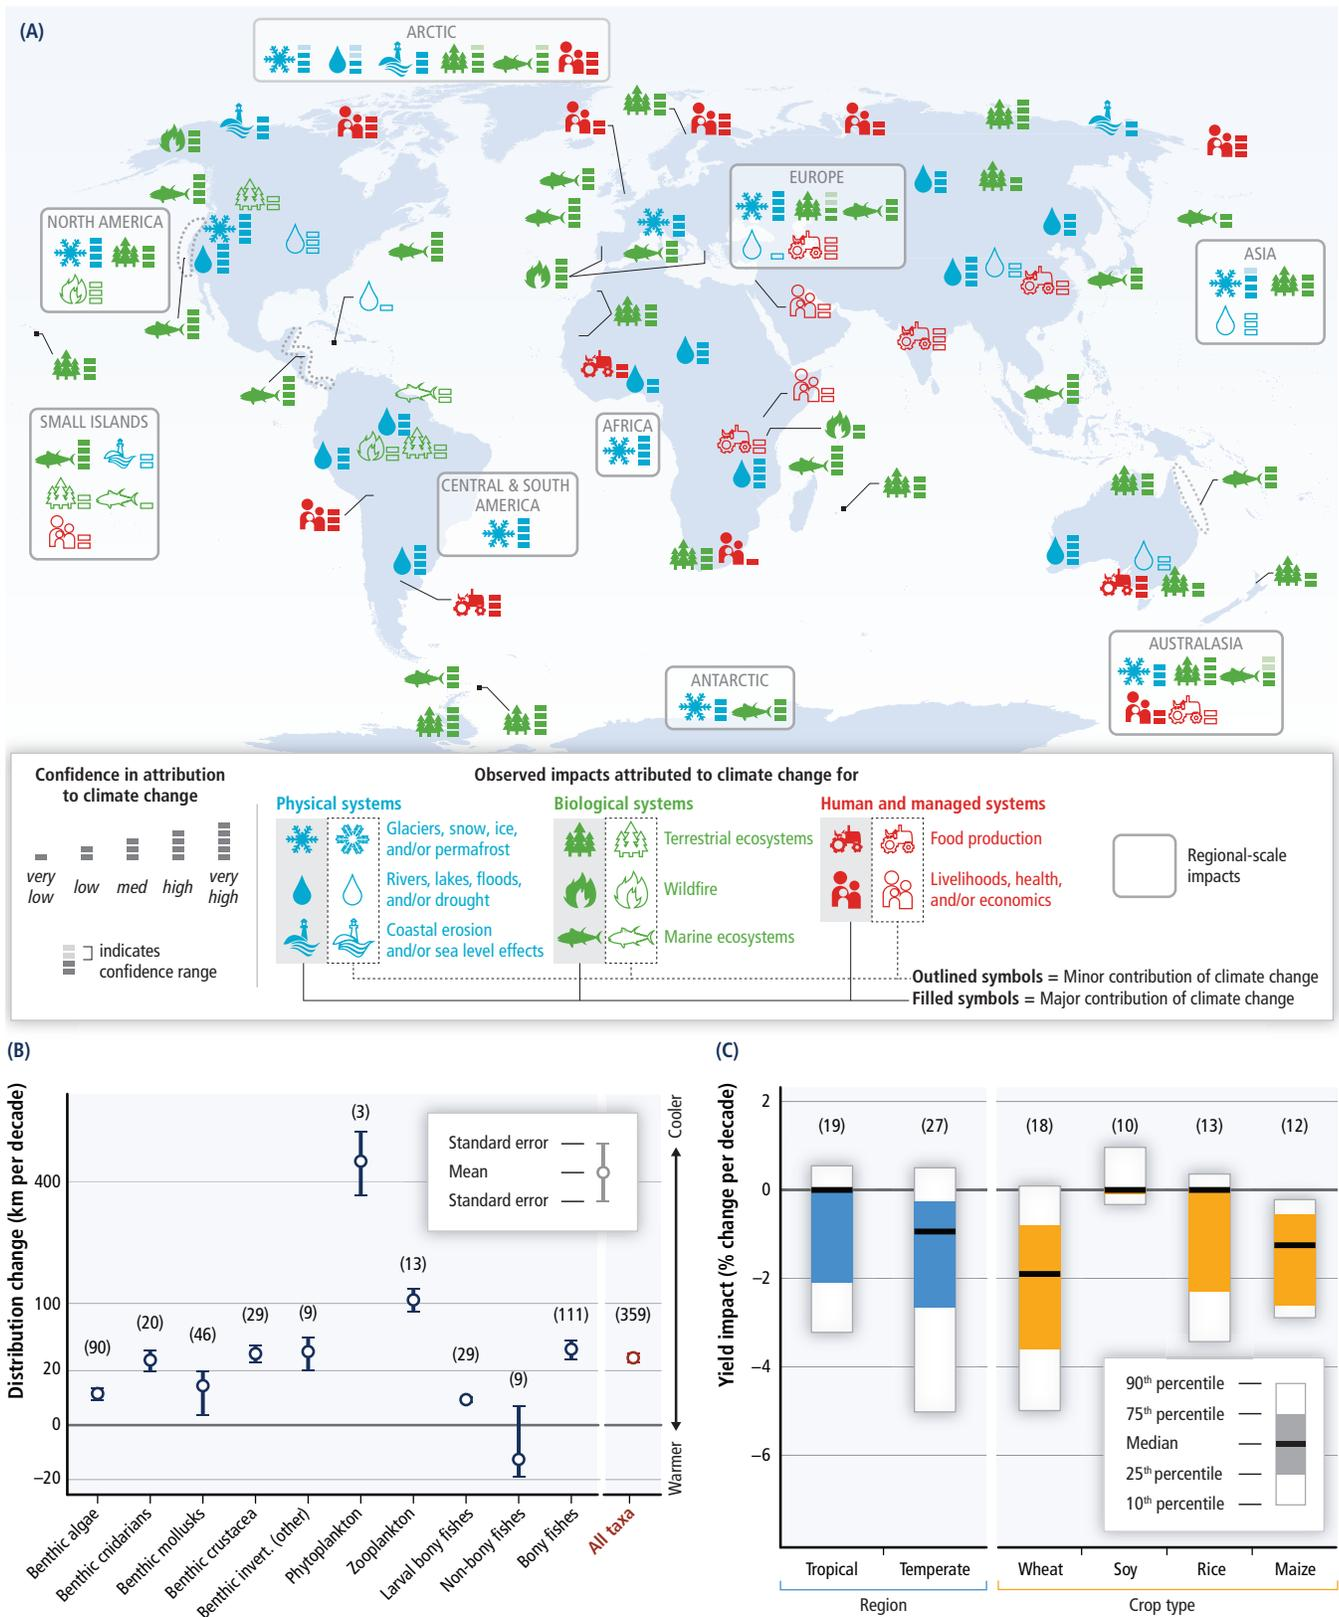 (A)
ARCTIC
NORTH AMERICA
EUROPE
ASIA
SMALL ISLANDS
AFRICA
CENTRAL & SOUTH
AMERICA
AUSTRALASIA
ANTARCTIC
Confidence in attribution
to climate change
very
low
low
med
high
very
high
indicates
confidence range
Observed impacts attributed to climate change for
Physical systems
Glaciers, snow, ice,
and/or permafrost
Rivers, lakes, floods,
and/or drought
Coastal erosion
and/or sea level effects
Biological systems
Terrestrial ecosystems
Wildfire
Marine ecosystems
Human and managed systems
Food production
Livelihoods, health,
and/or economics
Regional-scale
impacts
Outlined symbols = Minor contribution of climate change
Filled symbols = Major contribution of climate change
(B)
Distribution change (km per decade)
400
100
20
0
–20
(90)
(20)
(46)
(29)
(9)
(3)
(13)
(29)
(9)
(111)
(359)
Standard error
Mean
Standard error
Cooler
Warmer
Benthic algae
Benthic cnidarians
Benthic mollusks
Benthic crustacea
Benthic invert. (other)
Phytoplankton
Zooplankton
Larval bony fishes
Non-bony fishes
Bony fishes
All taxa
(C)
Yield impact (% change per decade)
2
0
–2
–4
–6
(19)
(27)
(18)
(10)
(13)
(12)
90th percentile
75th percentile
Median
25th percentile
10th percentile
Tropical
Temperate
Wheat
Soy
Rice
Maize
Region
Crop type